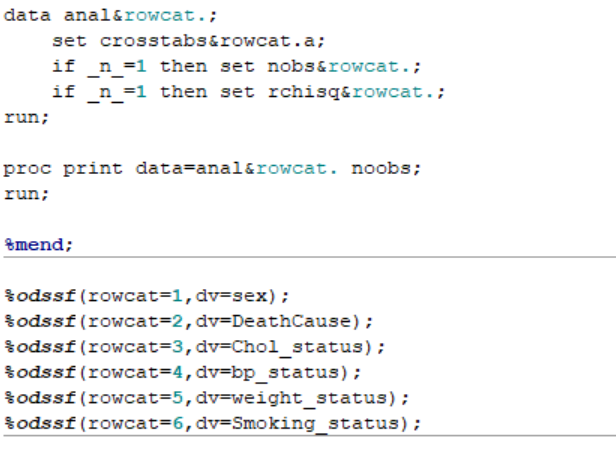 data anal&rowcat.;
    set crosstabs&rowcat.a;
    if _n_=1 then set nobs&rowcat.;
    if _n_=1 then set rchisq&rowcat.;
run;

proc print data=anal&rowcat. noobs;
run;

%mend;

%odssf(rowcat=1,dv=sex);
%odssf(rowcat=2,dv=DeathCause);
%odssf(rowcat=3,dv=Chol_status);
%odssf(rowcat=4,dv=bp_status);
%odssf(rowcat=5,dv=weight_status);
%odssf(rowcat=6,dv=Smoking_status);